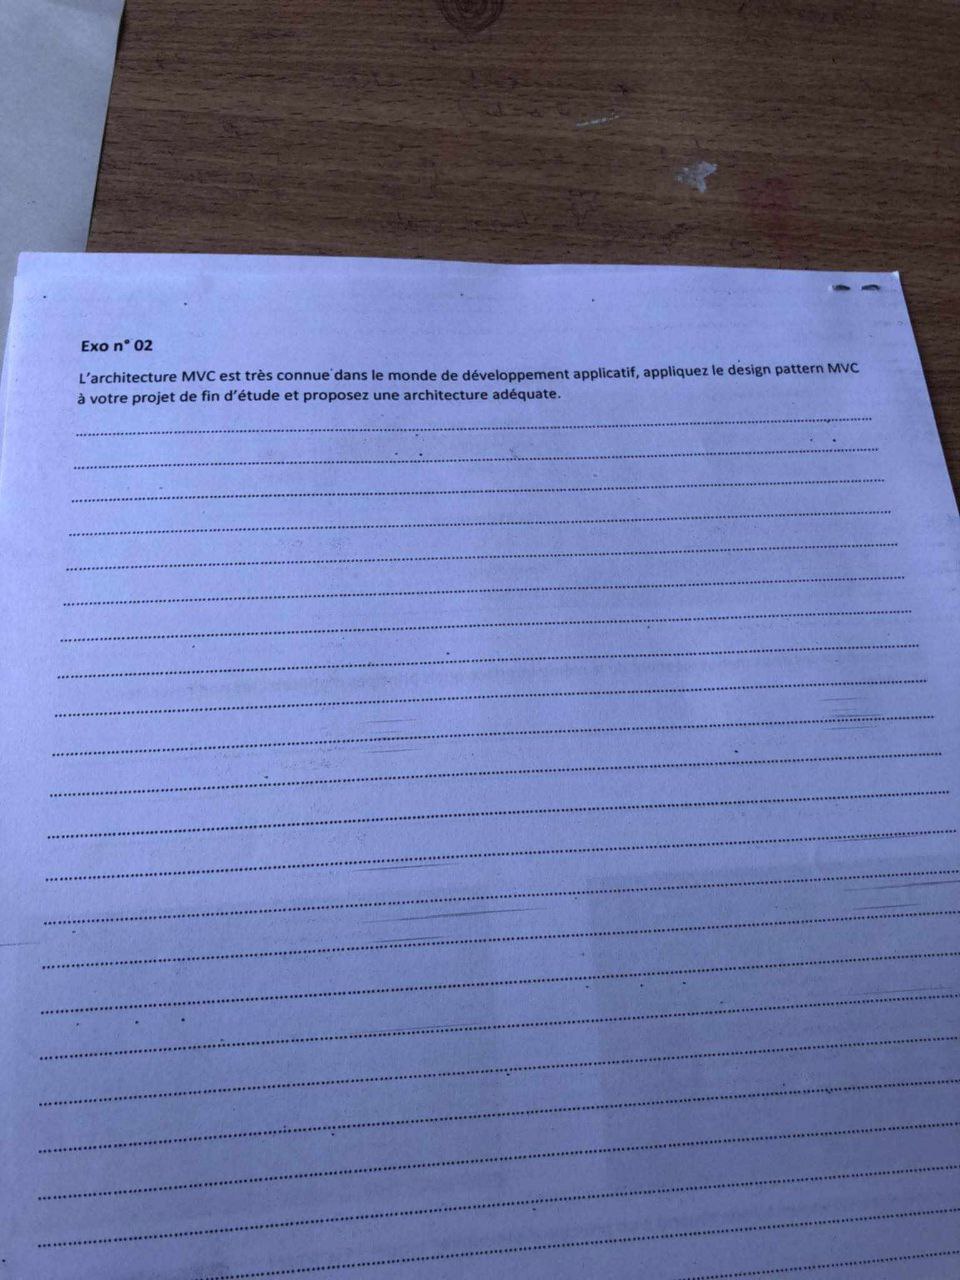 Exo n° 02
L'architecture MVC est très connue dans le monde de développement applicatif, appliquez le design pattern MVC
à votre projet de fin d'étude et proposez une architecture adéquate.